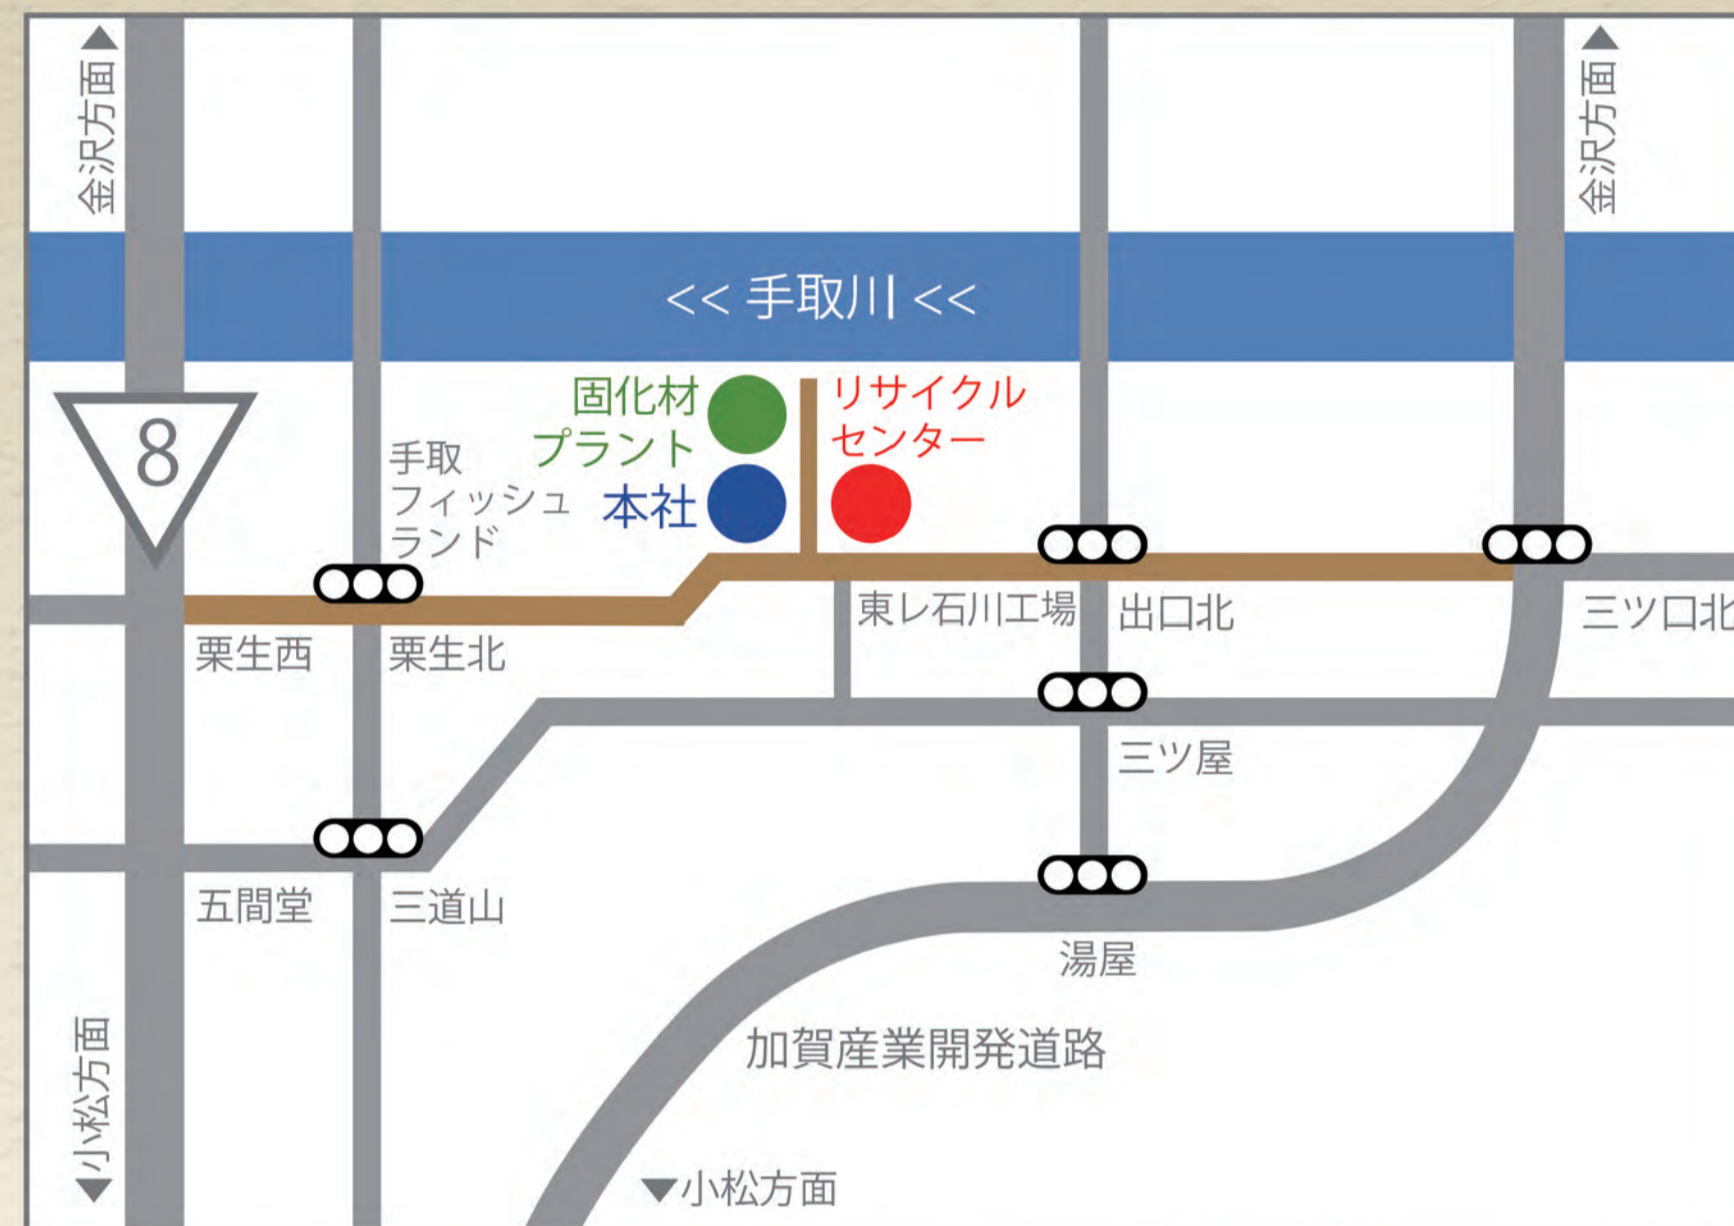 金沢方面
金沢方面
<< 手取川 <<
8
固化材
プラント
リサイクル
センター
本社
手取
フィッシュ
ランド
栗生西
栗生北
東レ石川工場
出口北
三ツ口北
三ツ屋
五間堂
三道山
湯屋
加賀産業開発道路
小松方面
小松方面